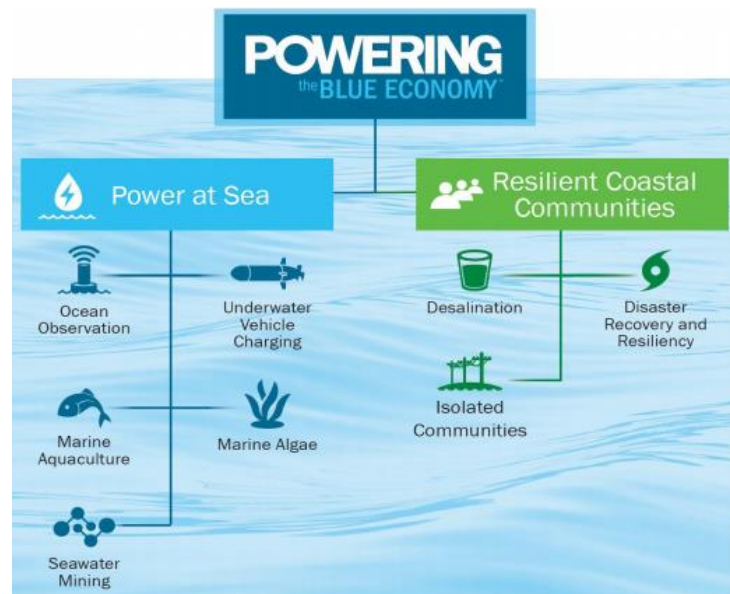 POWERING
the BLUE ECONOMY
Power at Sea
Resilient Coastal
Communities
Ocean
Observation
Underwater
Vehicle
Charging
Desalination
Disaster
Recovery and
Resiliency
Marine
Aquaculture
Marine Algae
Isolated
Communities
Seawater
Mining